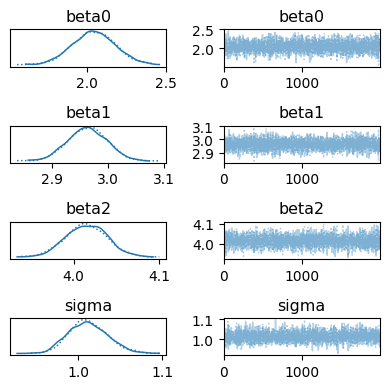 beta0 beta0
2.5
2.0
2.0 2.5 0 1000
beta1 beta1
3.1
3.0
2.9
2.9 3.0 3.1 0 1000
beta2 beta2
4.1
4.0
4.0 4.1 0 1000
sigma sigma
1.1
1.0
1.0 1.1 0 1000